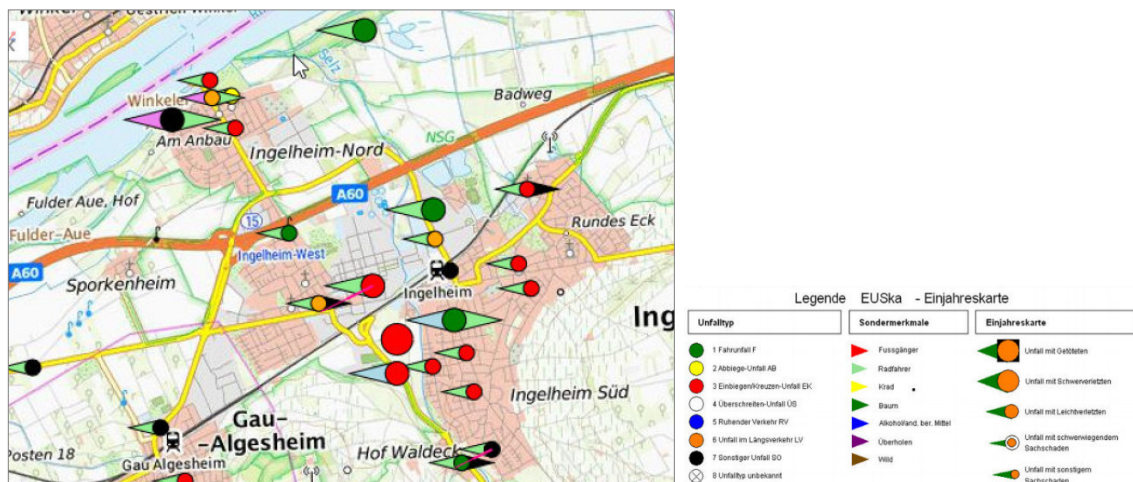 Winkel
Oestrich Winkel
Selz
Badweg
Winkeler
NSG
Am Anbau
Ingelheim-Nord
A60
Fulder Aue, Hof
Rundes Eck
15
Fulder-Aue
Ingelheim-West
A60
Sporkenheim
Ingelheim
Ing
Ingelheim Süd
Gau-
-Algesheim
Hof Waldeck
Posten 18
Gau Algesheim
Legende EUSka - Einjahreskarte
Unfalltyp
1 Fahrunfall F
2 Abbiege-Unfall AB
3 Einbiegen/Kreuzen-Unfall EK
4 Überschreiten-Unfall ÜS
5 Ruhender Verkehr RV
6 Unfall im Längsverkehr LV
7 Sonstiger Unfall SO
8 Unfalltyp unbekannt
Sondermerkmale
Fussgänger
Radfahrer
Krad
Baum
Alkohol/and. ber. Mittel
Überholen
Wild
Einjahreskarte
Unfall mit Getöteten
Unfall mit Schwerverletzten
Unfall mit Leichtverletzten
Unfall mit schwerwiegendem
Sachschaden
Unfall mit sonstigem
Sachschaden